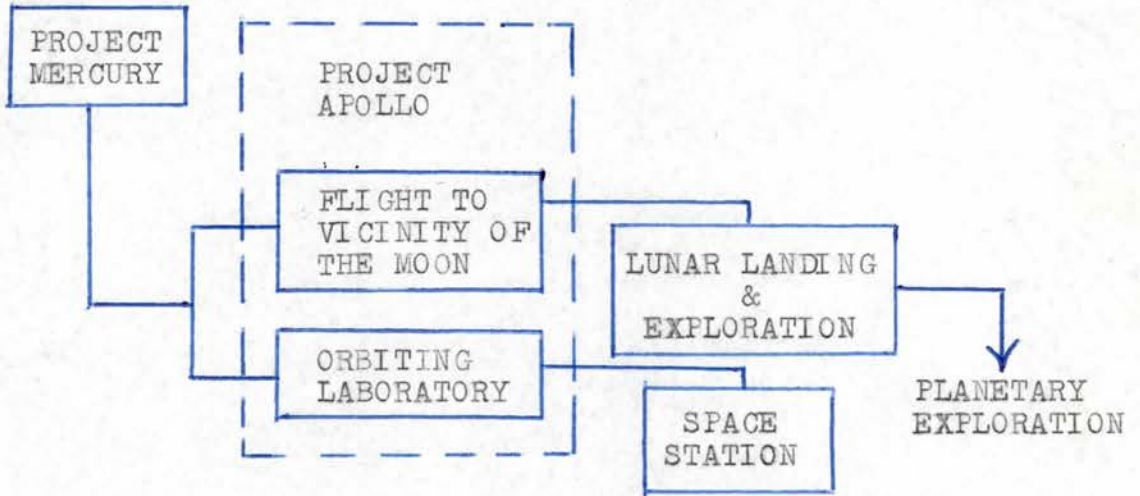 PROJECT
MERCURY
PROJECT
APOLLO
FLIGHT TO
VICINITY OF
THE MOON
ORBITING
LABORATORY
LUNAR LANDING
&
EXPLORATION
SPACE
STATION
PLANETARY
EXPLORATION